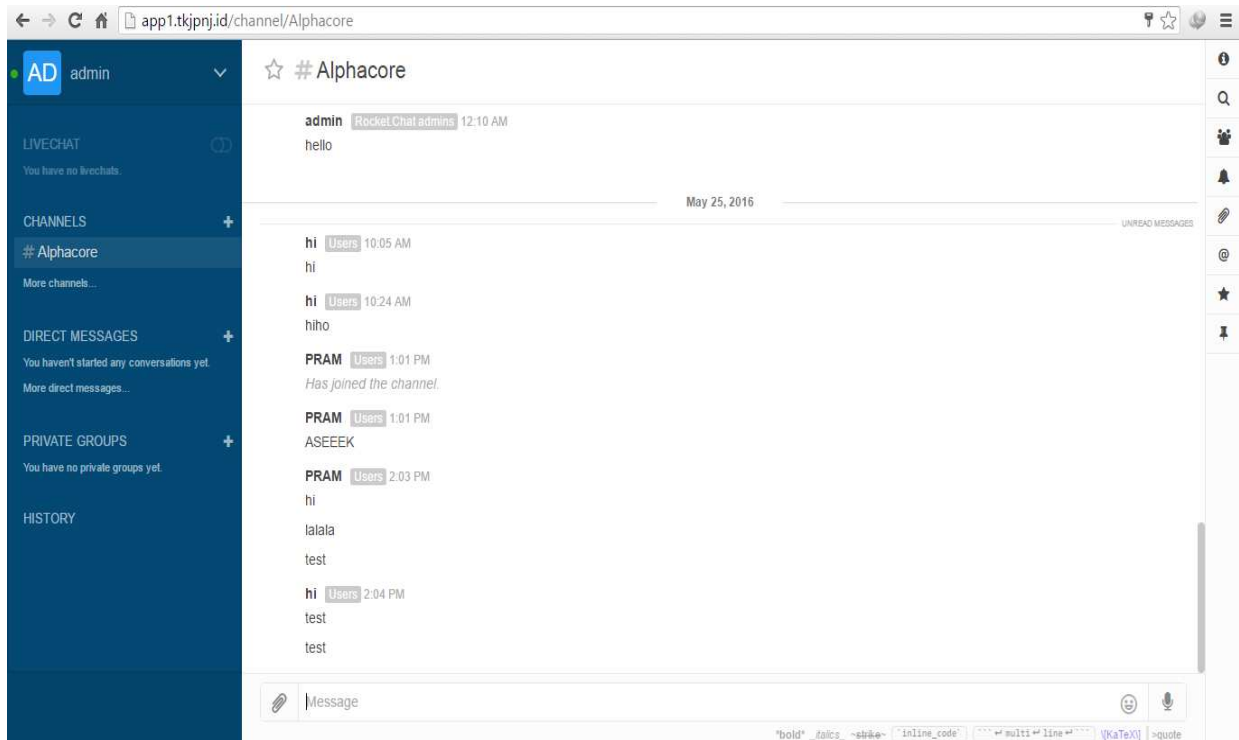 app1.tkjpnj.id/channel/Alphacore
AD admin
LIVECHAT
You have no livechats.
CHANNELS +
# Alphacore
More channels...
DIRECT MESSAGES +
You haven't started any conversations yet.
More direct messages...
PRIVATE GROUPS +
You have no private groups yet.
HISTORY
# Alphacore
admin Rocket.Chat admins 12:10 AM
hello
May 25, 2016
UNREAD MESSAGES
hi Users 10:05 AM
hi
hi Users 10:24 AM
hiho
PRAM Users 1:01 PM
Has joined the channel.
PRAM Users 1:01 PM
ASEEEK
PRAM Users 2:03 PM
hi
lalala
test
hi Users 2:04 PM
test
test
Message
*bold* _italics_ ~strike~ `inline_code` ```↵multi↵line↵``` \[KaTeX\] >quote
@